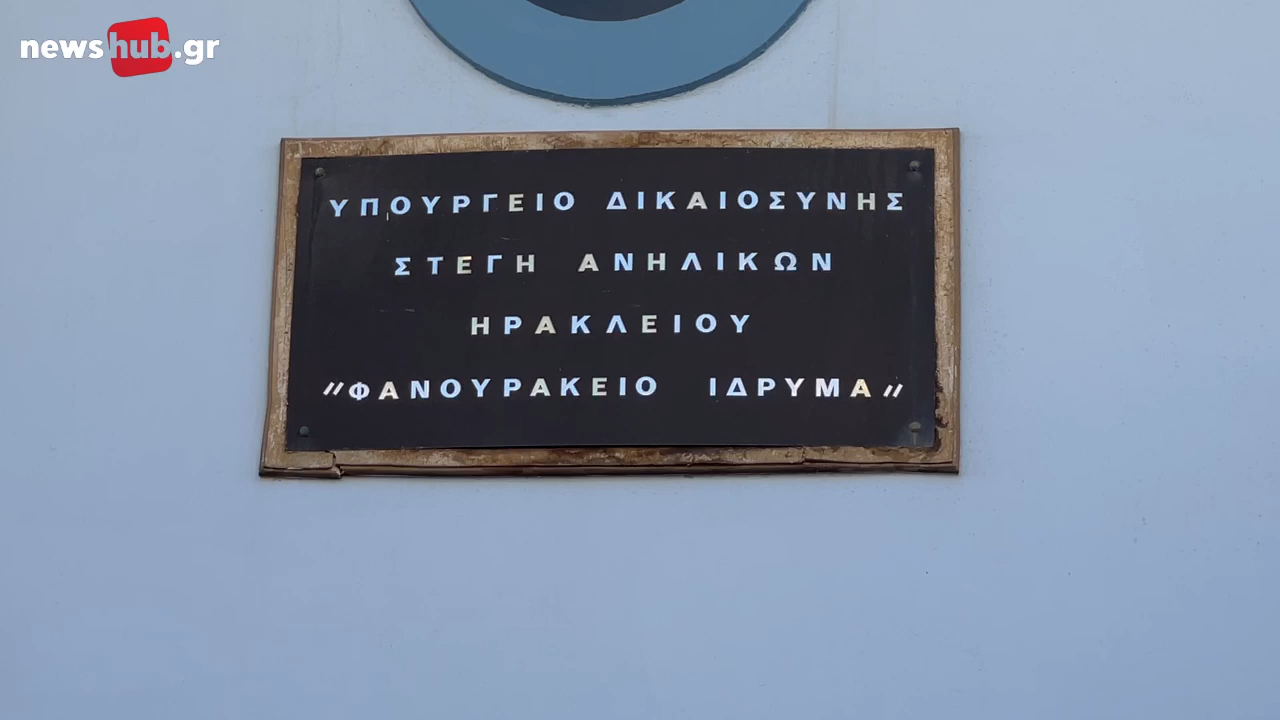 newshub.gr
ΥΠΟΥΡΓΕΙΟ ΔΙΚΑΙΟΣΥΝΗΣ
ΣΤΕΓΗ ΑΝΗΛΙΚΩΝ
ΗΡΑΚΛΕΙΟΥ
"ΦΑΝΟΥΡΑΚΕΙΟ ΙΔΡΥΜΑ"